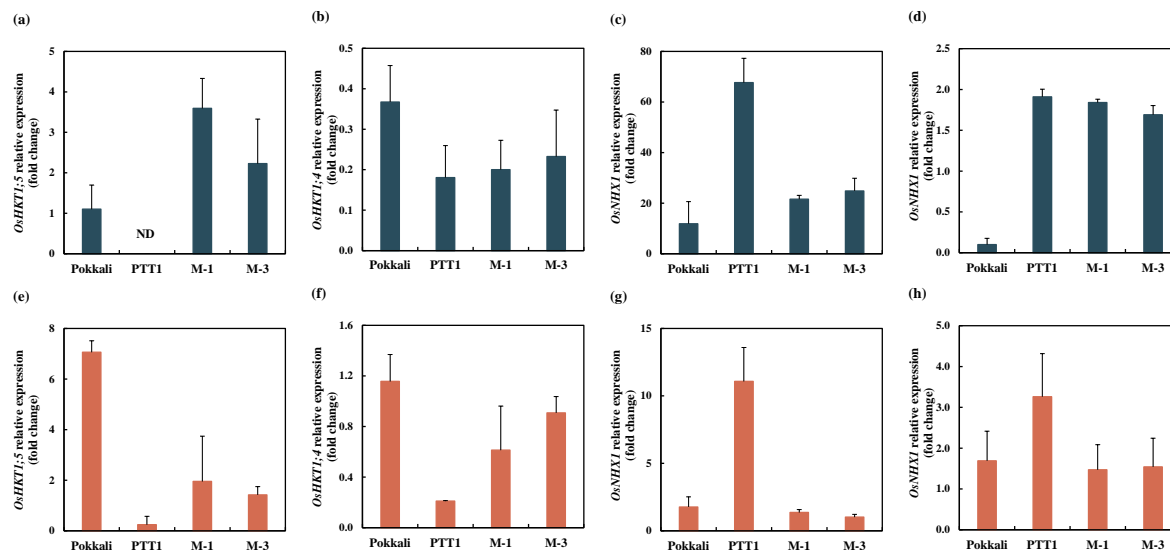 (a)
OsHKT1;5 relative expression
(fold change)
5
4
3
2
1
0
ND
Pokkali PTT1 M-1 M-3
(b)
OsHKT1;4 relative expression
(fold change)
0.5
0.4
0.3
0.2
0.1
0.0
Pokkali PTT1 M-1 M-3
(c)
OsNHX1 relative expression
(fold change)
80
60
40
20
0
Pokkali PTT1 M-1 M-3
(d)
OsNHX1 relative expression
(fold change)
2.5
2.0
1.5
1.0
0.5
0.0
Pokkali PTT1 M-1 M-3
(e)
OsHKT1;5 relative expression
(fold change)
8
6
4
2
0
Pokkali PTT1 M-1 M-3
(f)
OsHKT1;4 relative expression
(fold change)
1.6
1.2
0.8
0.4
0.0
Pokkali PTT1 M-1 M-3
(g)
OsNHX1 relative expression
(fold change)
15
10
5
0
Pokkali PTT1 M-1 M-3
(h)
OsNHX1 relative expression
(fold change)
5.0
4.0
3.0
2.0
1.0
0.0
Pokkali PTT1 M-1 M-3